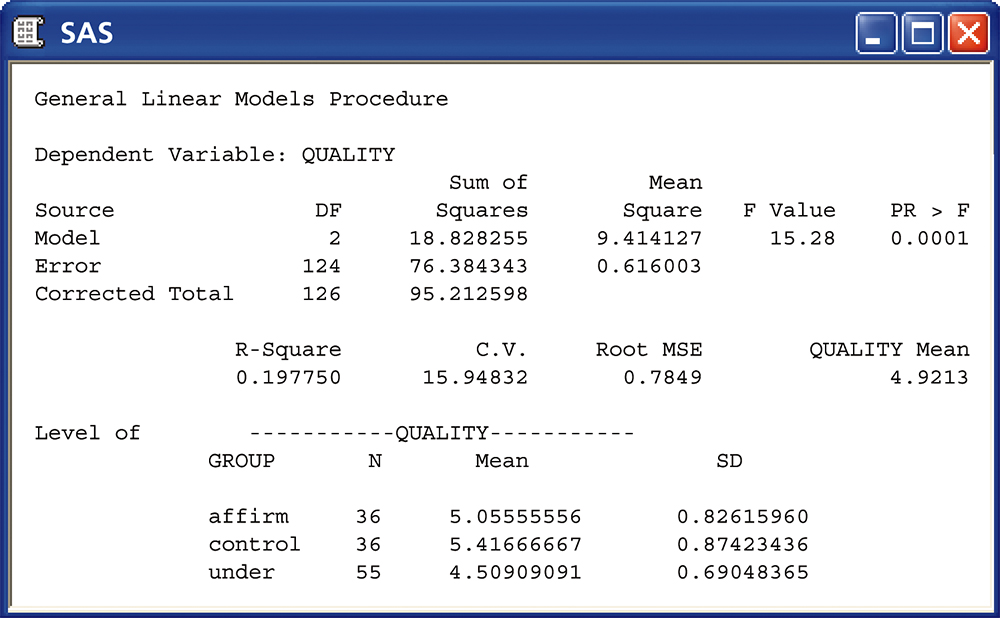 SAS
General Linear Models Procedure
Dependent Variable: QUALITY
Sum of Mean
Source DF Squares Square F Value PR > F
Model 2 18.828255 9.414127 15.28 0.0001
Error 124 76.384343 0.616003
Corrected Total 126 95.212598
R-Square C.V. Root MSE QUALITY Mean
0.197750 15.94832 0.7849 4.9213
Level of -----------QUALITY-----------
GROUP N Mean SD
affirm 36 5.05555556 0.82615960
control 36 5.41666667 0.87423436
under 55 4.50909091 0.69048365